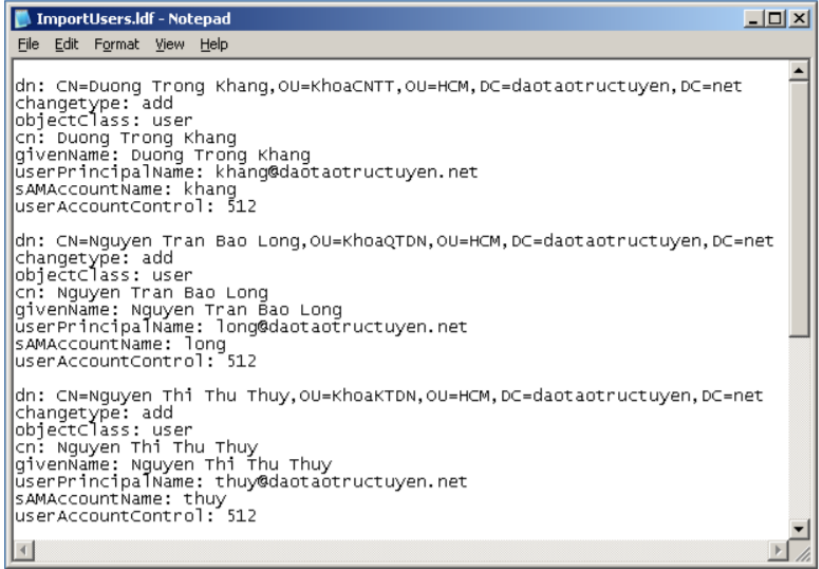 ImportUsers.ldf - Notepad
File Edit Format View Help
dn: CN=Duong Trong Khang,OU=KhoaCNTT,OU=HCM,DC=daotaotructuyen,DC=net
changetype: add
objectClass: user
cn: Duong Trong Khang
givenName: Duong Trong Khang
userPrincipalName: khang@daotaotructuyen.net
sAMAccountName: khang
userAccountControl: 512
dn: CN=Nguyen Tran Bao Long,OU=KhoaQTDN,OU=HCM,DC=daotaotructuyen,DC=net
changetype: add
objectClass: user
cn: Nguyen Tran Bao Long
givenName: Nguyen Tran Bao Long
userPrincipalName: long@daotaotructuyen.net
sAMAccountName: long
userAccountControl: 512
dn: CN=Nguyen Thi Thu Thuy,OU=KhoaKTDN,OU=HCM,DC=daotaotructuyen,DC=net
changetype: add
objectClass: user
cn: Nguyen Thi Thu Thuy
givenName: Nguyen Thi Thu Thuy
userPrincipalName: thuy@daotaotructuyen.net
sAMAccountName: thuy
userAccountControl: 512